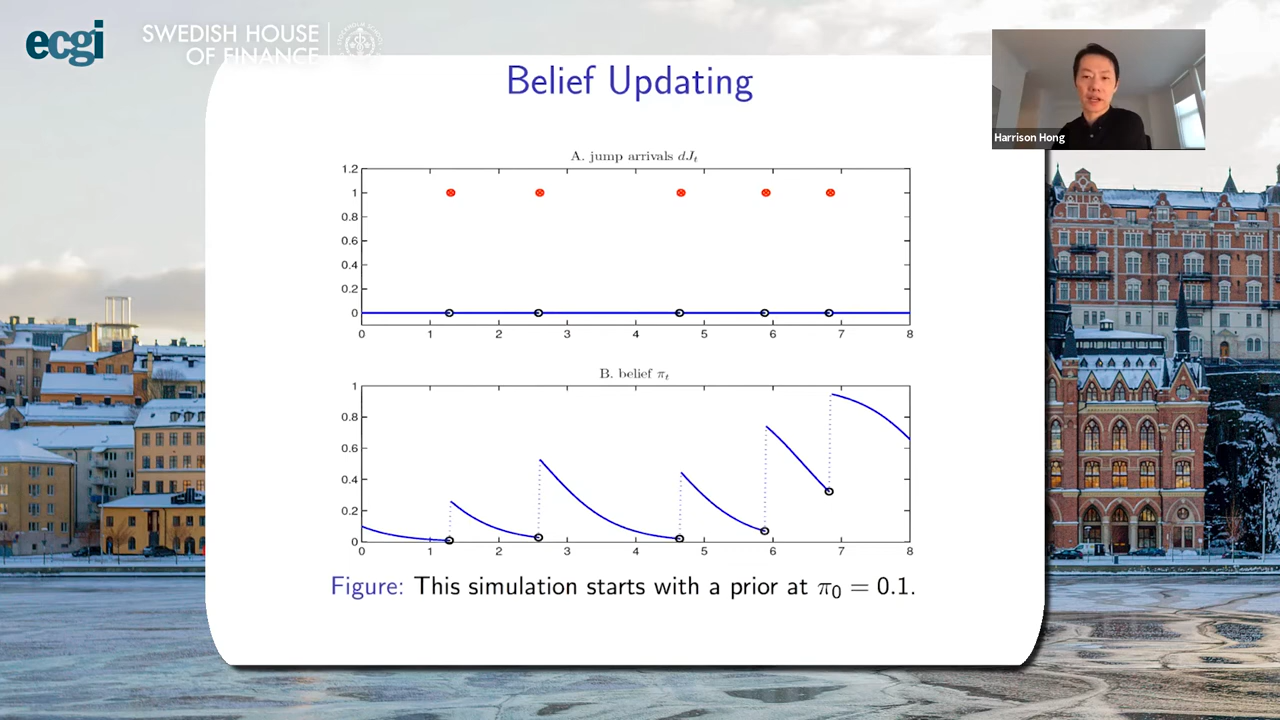 ecgi
SWEDISH HOUSE
OF FINANCE
Harrison Hong
Belief Updating
A. jump arrivals dJₜ
1.2
1
0.8
0.6
0.4
0.2
0
0 1 2 3 4 5 6 7 8
B. belief πₜ
1
0.8
0.6
0.4
0.2
0
0 1 2 3 4 5 6 7 8
Figure: This simulation starts with a prior at π₀ = 0.1.